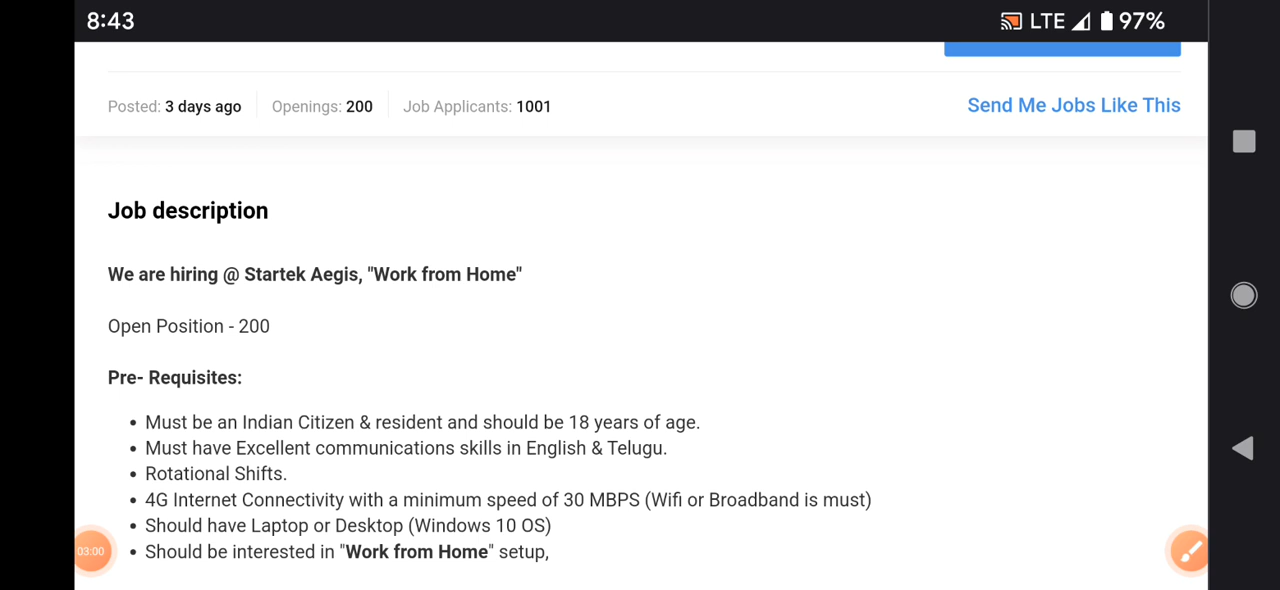 8:43 LTE 97%
Posted: 3 days ago Openings: 200 Job Applicants: 1001 Send Me Jobs Like This
Job description
We are hiring @ Startek Aegis, "Work from Home"
Open Position - 200
Pre- Requisites:
• Must be an Indian Citizen & resident and should be 18 years of age.
• Must have Excellent communications skills in English & Telugu.
• Rotational Shifts.
• 4G Internet Connectivity with a minimum speed of 30 MBPS (Wifi or Broadband is must)
• Should have Laptop or Desktop (Windows 10 OS)
03:00
• Should be interested in "Work from Home" setup,